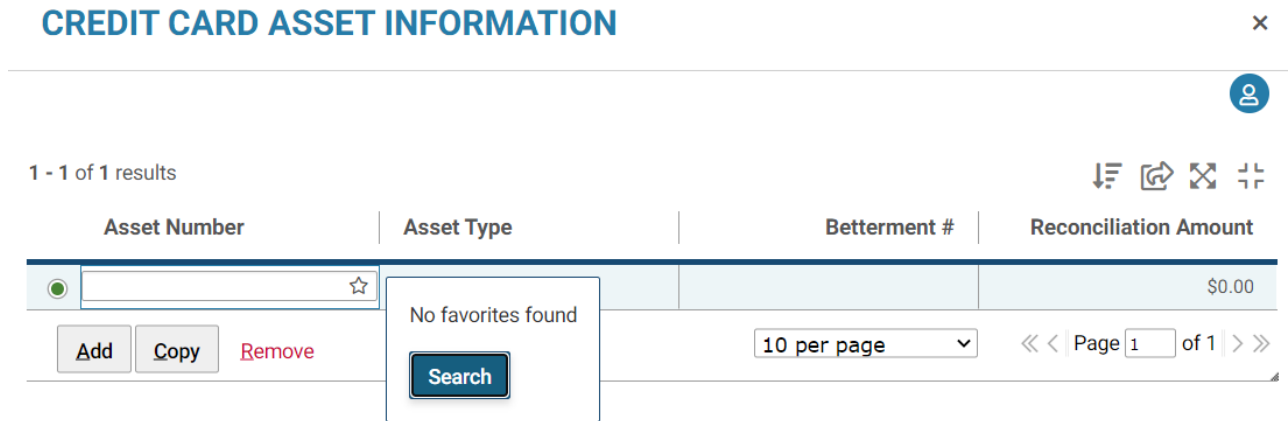 CREDIT CARD ASSET INFORMATION ×
1 - 1 of 1 results
Asset Number Asset Type Betterment # Reconciliation Amount
$0.00
No favorites found
Add Copy Remove 10 per page Page 1 of 1
Search